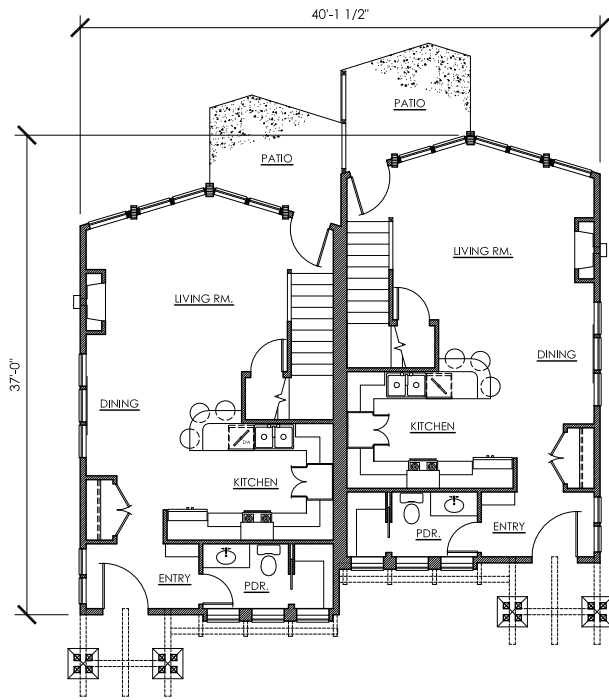 40'-1 1/2"
PATIO
PATIO
LIVING RM.
LIVING RM.
37'-0"
DINING
DINING
KITCHEN
DW
KITCHEN
PDR.
ENTRY
ENTRY
PDR.